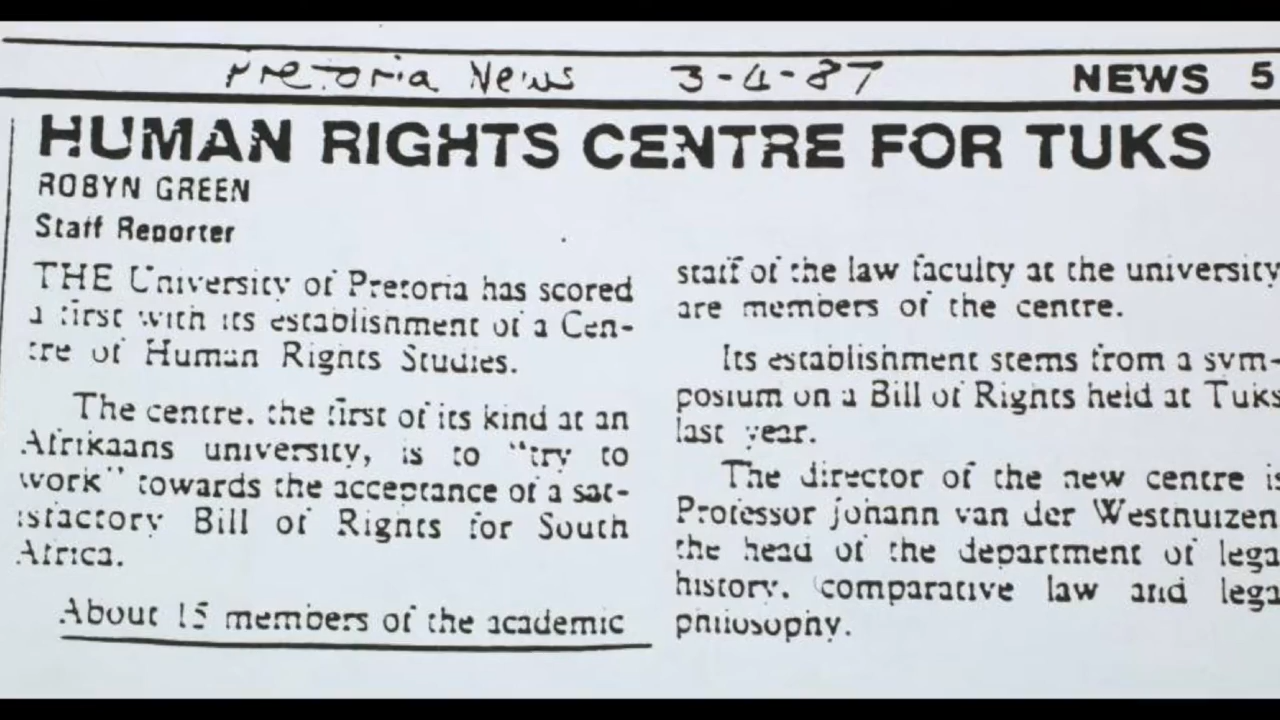 Pretoria News 3-4-87 NEWS 5
HUMAN RIGHTS CENTRE FOR TUKS
ROBYN GREEN
Staff Reporter
THE University of Pretoria has scored
a first with its establishment of a Cen-
tre of Human Rights Studies.
The centre, the first of its kind at an
Afrikaans university, is to "try to
work" towards the acceptance of a sat-
isfactory Bill of Rights for South
Africa.
About 15 members of the academic
staff of the law faculty at the university
are members of the centre.
Its establishment stems from a sym-
posium on a Bill of Rights held at Tuks
last year.
The director of the new centre is
Professor Johann van der Westhuizen,
the head of the department of lega
history, comparative law and lega
philosophy.